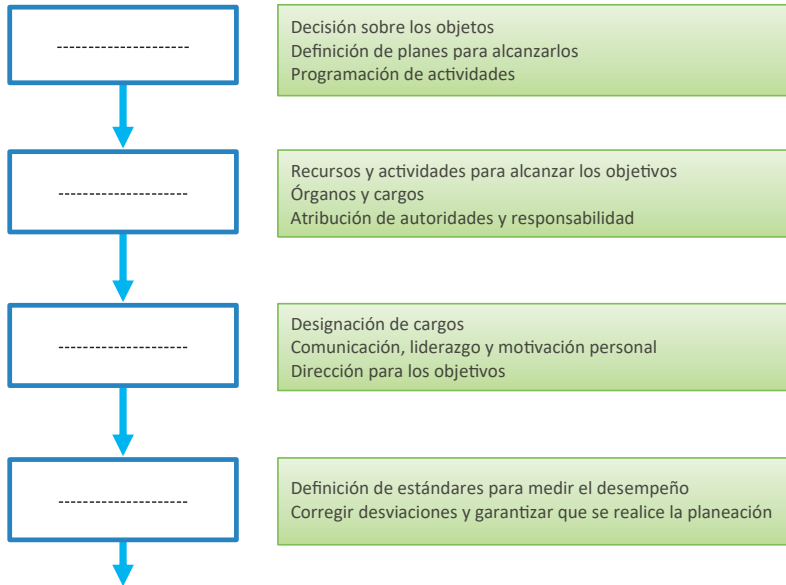 ----------------------
Decisión sobre los objetos
Definición de planes para alcanzarlos
Programación de actividades
----------------------
Recursos y actividades para alcanzar los objetivos
Órganos y cargos
Atribución de autoridades y responsabilidad
----------------------
Designación de cargos
Comunicación, liderazgo y motivación personal
Dirección para los objetivos
----------------------
Definición de estándares para medir el desempeño
Corregir desviaciones y garantizar que se realice la planeación